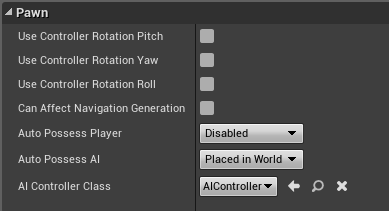 Pawn
Use Controller Rotation Pitch
Use Controller Rotation Yaw
Use Controller Rotation Roll
Can Affect Navigation Generation
Auto Possess Player Disabled
Auto Possess AI Placed in World
AI Controller Class AIController